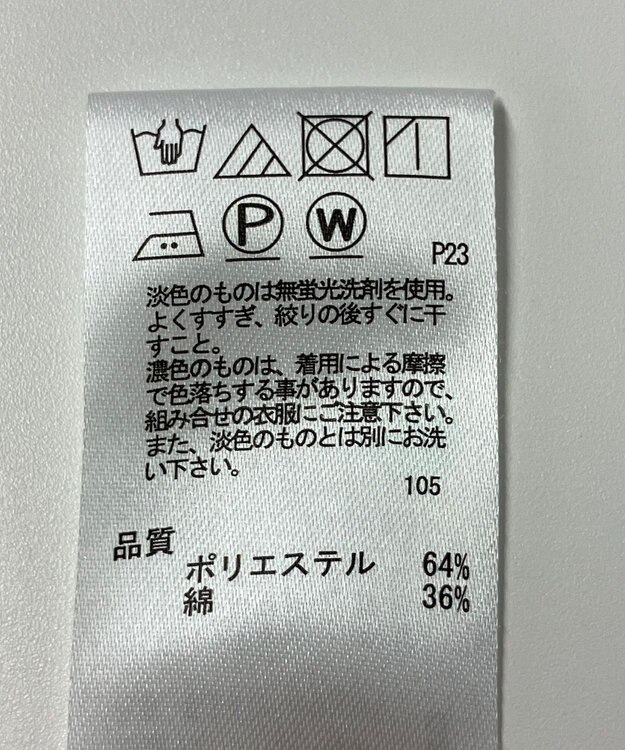 P W P23
淡色のものは無蛍光洗剤を使用。
よくすすぎ、絞りの後すぐに干
すこと。
濃色のものは、着用による摩擦
で色落ちする事がありますので、
組み合せの衣服にご注意下さい。
また、淡色のものとは別にお洗
い下さい。
105
品質
ポリエステル 64%
綿 36%